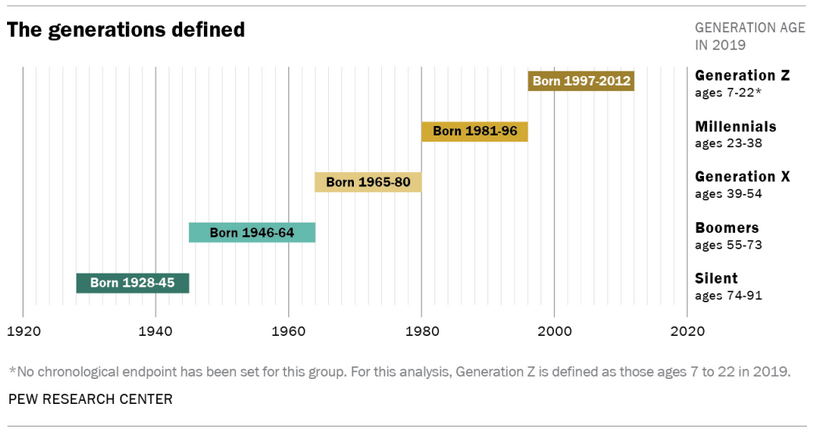 The generations defined
GENERATION AGE
IN 2019
Born 1997-2012
Generation Z
ages 7-22*
Born 1981-96
Millennials
ages 23-38
Born 1965-80
Generation X
ages 39-54
Born 1946-64
Boomers
ages 55-73
Born 1928-45
Silent
ages 74-91
1920 1940 1960 1980 2000 2020
*No chronological endpoint has been set for this group. For this analysis, Generation Z is defined as those ages 7 to 22 in 2019.
PEW RESEARCH CENTER